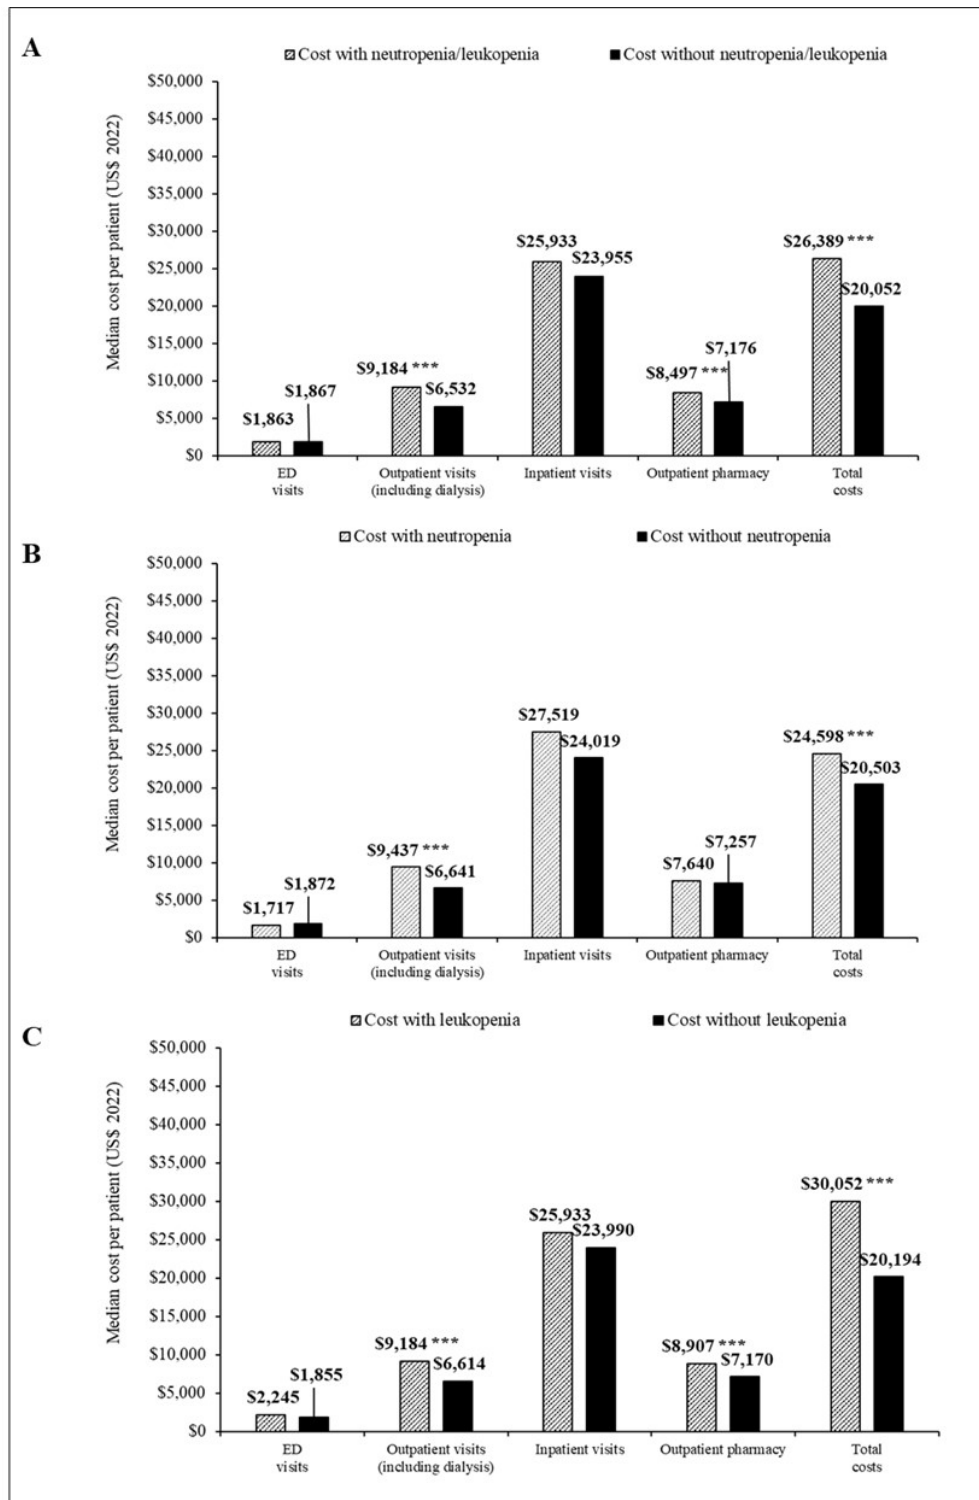 A
Cost with neutropenia/leukopenia
Cost without neutropenia/leukopenia
Median cost per patient (US$ 2022)
$50,000
$45,000
$40,000
$35,000
$30,000
$25,000
$20,000
$15,000
$10,000
$5,000
$0
$1,863
$1,867
$9,184 ***
$6,532
$25,933
$23,955
$8,497 ***
$7,176
$26,389 ***
$20,052
ED
visits
Outpatient visits
(including dialysis)
Inpatient visits
Outpatient pharmacy
Total
costs
B
Cost with neutropenia
Cost without neutropenia
Median cost per patient (US$ 2022)
$50,000
$45,000
$40,000
$35,000
$30,000
$25,000
$20,000
$15,000
$10,000
$5,000
$0
$1,717
$1,872
$9,437 ***
$6,641
$27,519
$24,019
$7,640
$7,257
$24,598 ***
$20,503
ED
visits
Outpatient visits
(including dialysis)
Inpatient visits
Outpatient pharmacy
Total
costs
C
Cost with leukopenia
Cost without leukopenia
Median cost per patient (US$ 2022)
$50,000
$45,000
$40,000
$35,000
$30,000
$25,000
$20,000
$15,000
$10,000
$5,000
$0
$2,245
$1,855
$9,184 ***
$6,614
$25,933
$23,990
$8,907 ***
$7,170
$30,052 ***
$20,194
ED
visits
Outpatient visits
(including dialysis)
Inpatient visits
Outpatient pharmacy
Total
costs